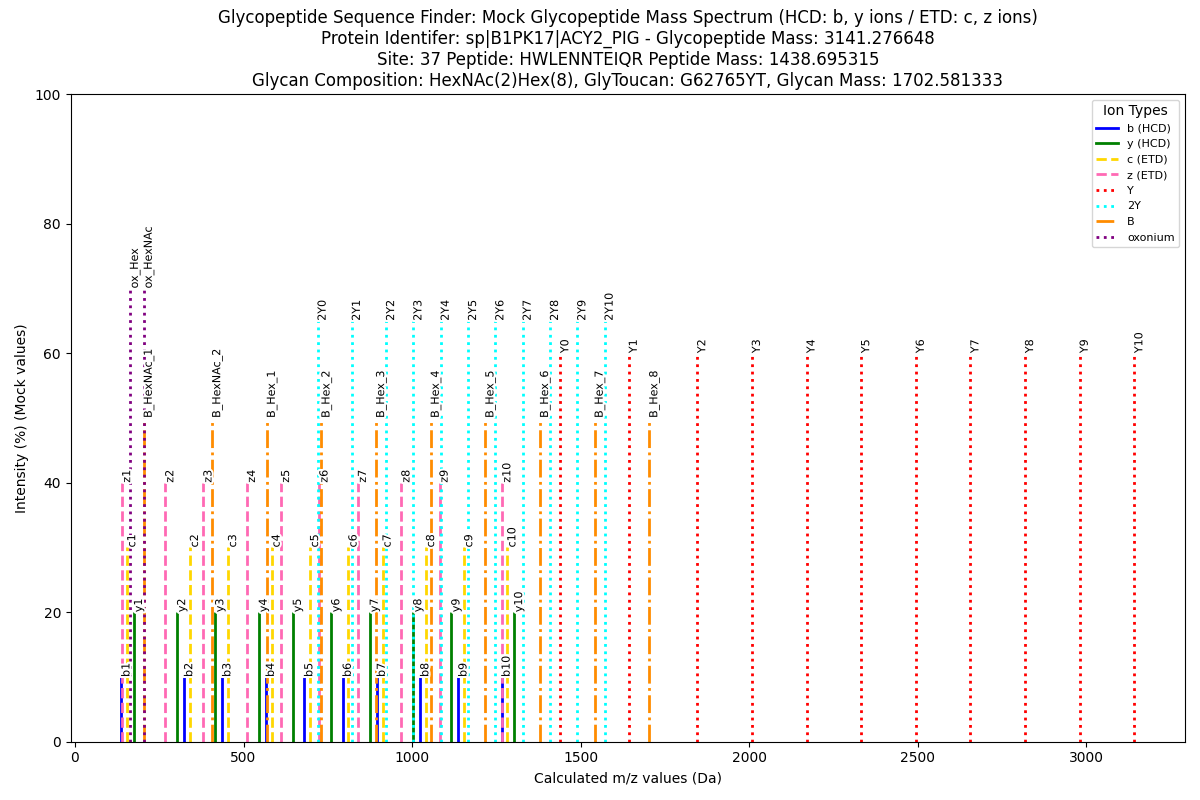 Glycopeptide Sequence Finder: Mock Glycopeptide Mass Spectrum (HCD: b, y ions / ETD: c, z ions)
Protein Identifer: sp|B1PK17|ACY2_PIG - Glycopeptide Mass: 3141.276648
Site: 37 Peptide: HWLENNTEIQR Peptide Mass: 1438.695315
Glycan Composition: HexNAc(2)Hex(8), GlyToucan: G62765YT, Glycan Mass: 1702.581333
Intensity (%) (Mock values)
100
80
60
40
20
0
Ion Types
b (HCD)
y (HCD)
c (ETD)
z (ETD)
Y
2Y
B
oxonium
ox_Hex ox_HexNAc
2Y0 2Y1 2Y2 2Y3 2Y4 2Y5 2Y6 2Y7 2Y8 2Y9 2Y10
Y0 Y1 Y2 Y3 Y4 Y5 Y6 Y7 Y8 Y9 Y10
B_HexNAc_1 B_HexNAc_2 B_Hex_1 B_Hex_2 B_Hex_3 B_Hex_4 B_Hex_5 B_Hex_6 B_Hex_7 B_Hex_8
z1 z2 z3 z4 z5 z6 z7 z8 z9 z10
c1 c2 c3 c4 c5 c6 c7 c8 c9 c10
y1 y2 y3 y4 y5 y6 y7 y8 y9 y10
b1 b2 b3 b4 b5 b6 b7 b8 b9 b10
0 500 1000 1500 2000 2500 3000
Calculated m/z values (Da)